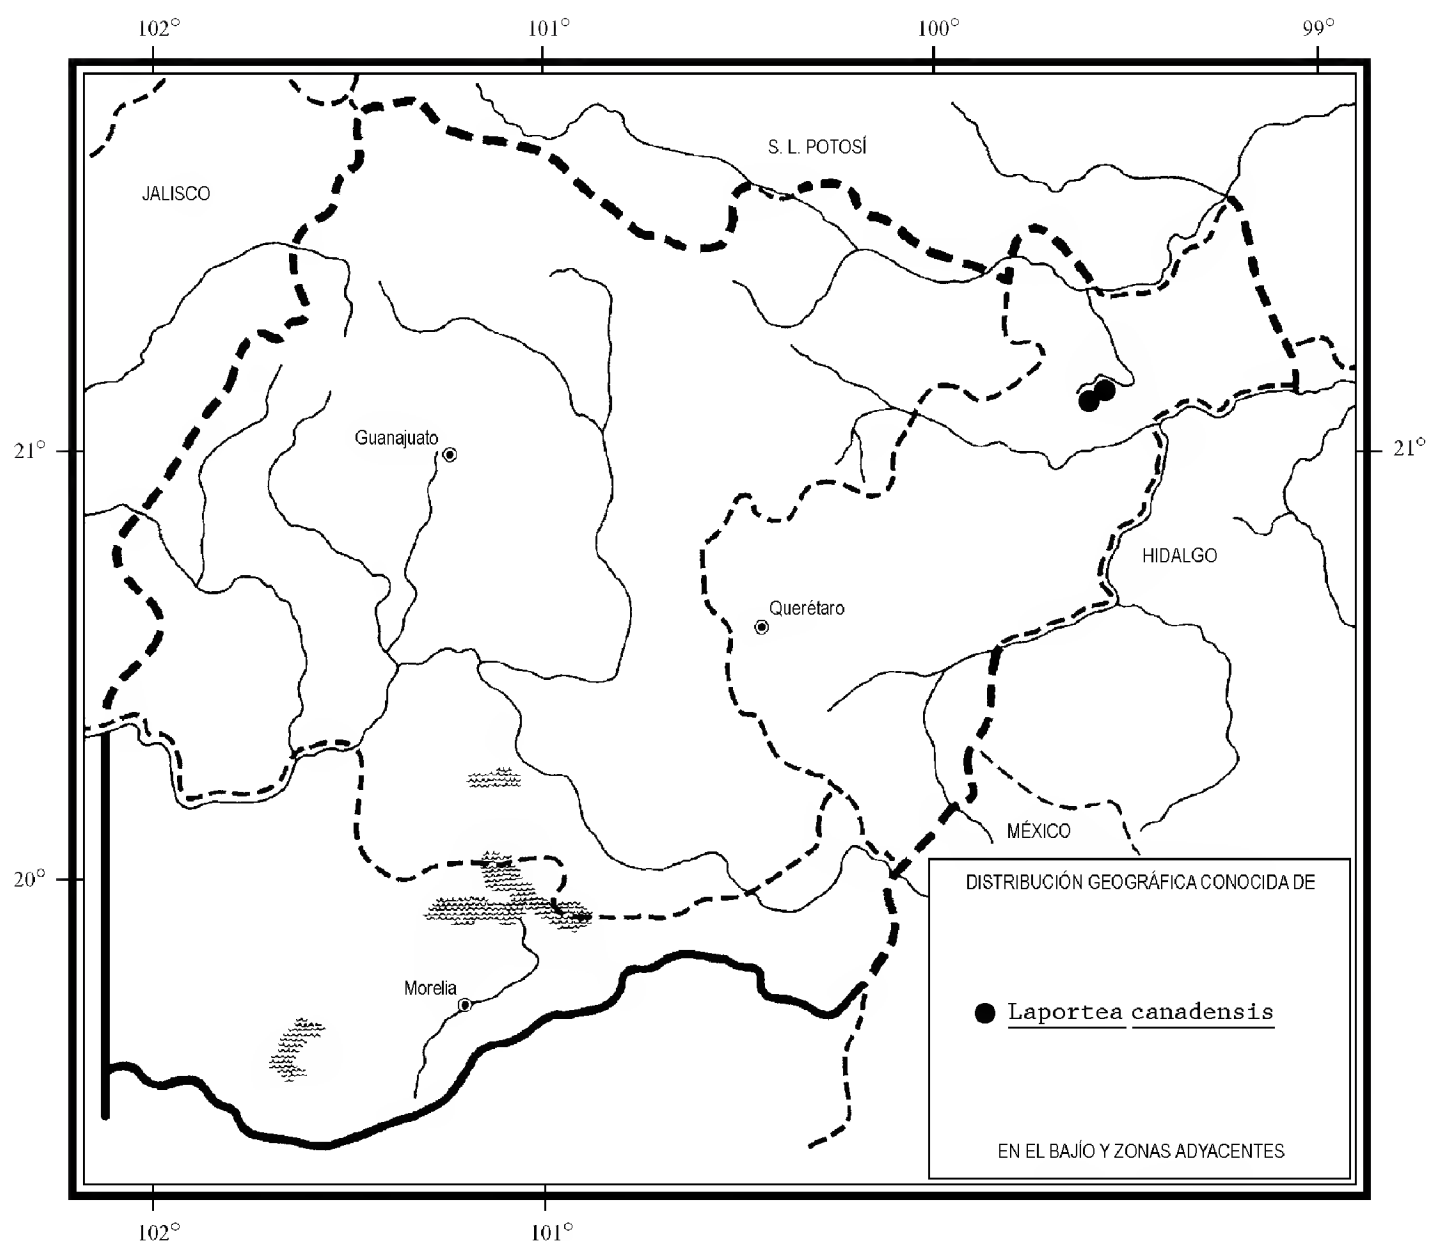 102° 101° 100° 99°
S. L. POTOSÍ
JALISCO
Guanajuato
21° 21°
HIDALGO
Querétaro
MÉXICO
20°
DISTRIBUCIÓN GEOGRÁFICA CONOCIDA DE
Morelia
Laportea canadensis
EN EL BAJÍO Y ZONAS ADYACENTES
102° 101°